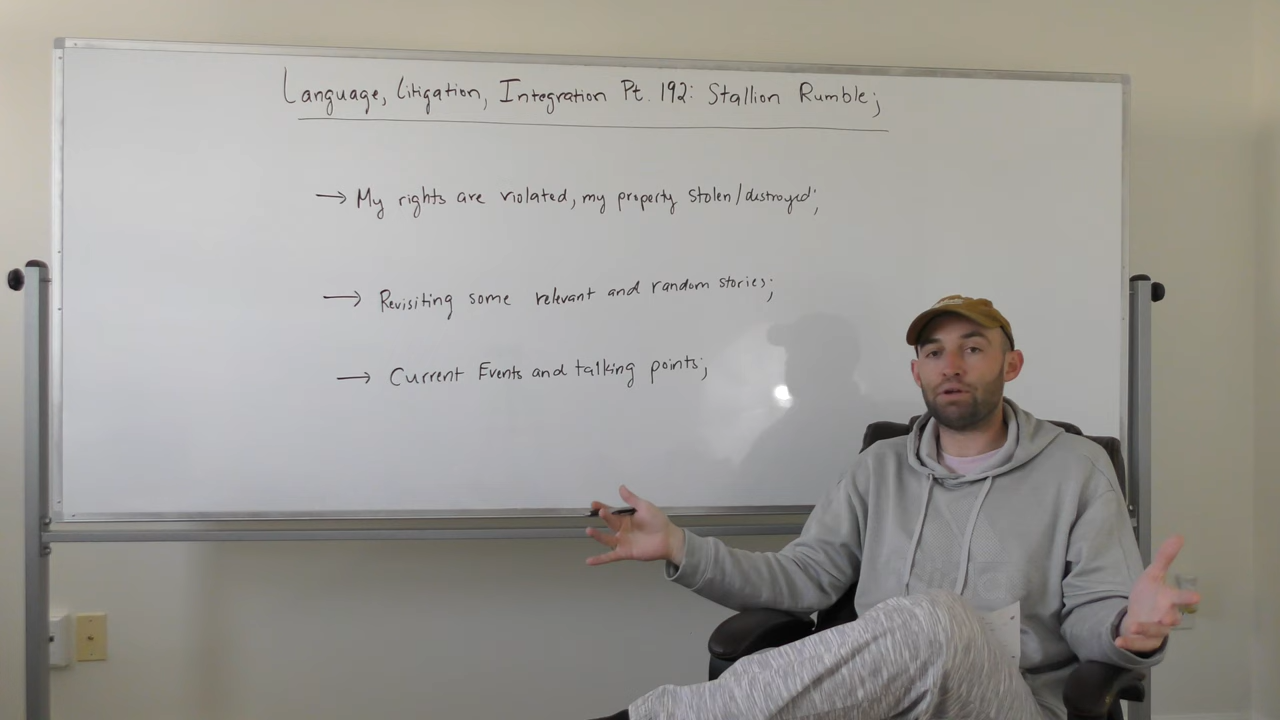 Language, Litigation, Integration Pt. 192: Stallion Rumble;
→ My rights are violated, my property stolen/destroyed;
→ Revisiting some relevant and random stories;
→ Current Events and talking points;